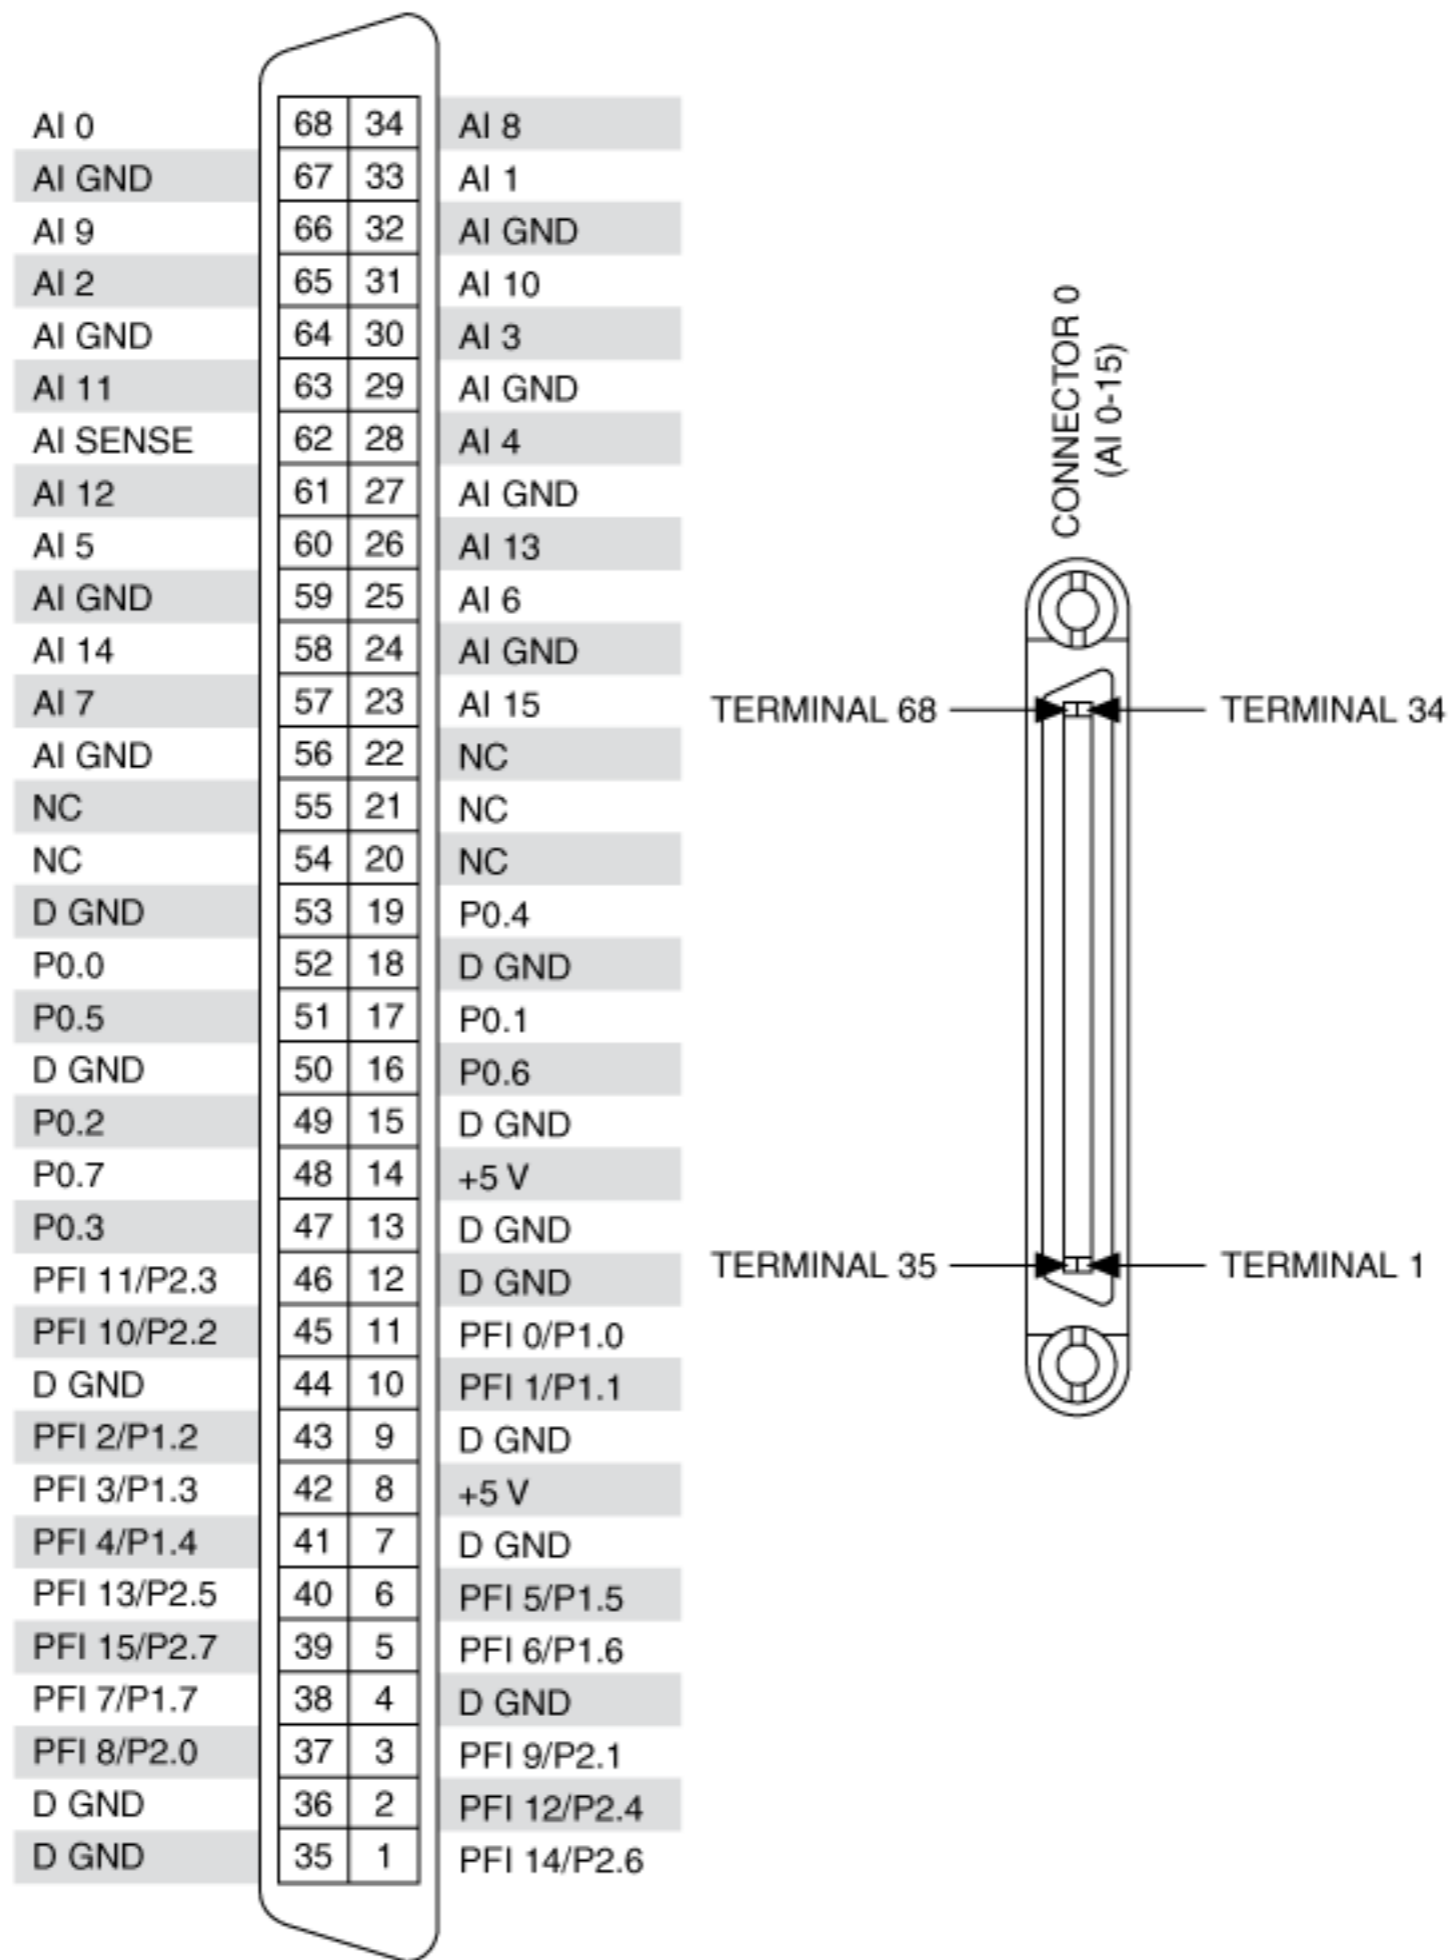 AI 0 68 34 AI 8
AI GND 67 33 AI 1
AI 9 66 32 AI GND
AI 2 65 31 AI 10
AI GND 64 30 AI 3
AI 11 63 29 AI GND
AI SENSE 62 28 AI 4
AI 12 61 27 AI GND
AI 5 60 26 AI 13
AI GND 59 25 AI 6
AI 14 58 24 AI GND
AI 7 57 23 AI 15
AI GND 56 22 NC
NC 55 21 NC
NC 54 20 NC
D GND 53 19 P0.4
P0.0 52 18 D GND
P0.5 51 17 P0.1
D GND 50 16 P0.6
P0.2 49 15 D GND
P0.7 48 14 +5 V
P0.3 47 13 D GND
PFI 11/P2.3 46 12 D GND
PFI 10/P2.2 45 11 PFI 0/P1.0
D GND 44 10 PFI 1/P1.1
PFI 2/P1.2 43 9 D GND
PFI 3/P1.3 42 8 +5 V
PFI 4/P1.4 41 7 D GND
PFI 13/P2.5 40 6 PFI 5/P1.5
PFI 15/P2.7 39 5 PFI 6/P1.6
PFI 7/P1.7 38 4 D GND
PFI 8/P2.0 37 3 PFI 9/P2.1
D GND 36 2 PFI 12/P2.4
D GND 35 1 PFI 14/P2.6
CONNECTOR 0
(AI 0-15)
TERMINAL 68 TERMINAL 34
TERMINAL 35 TERMINAL 1